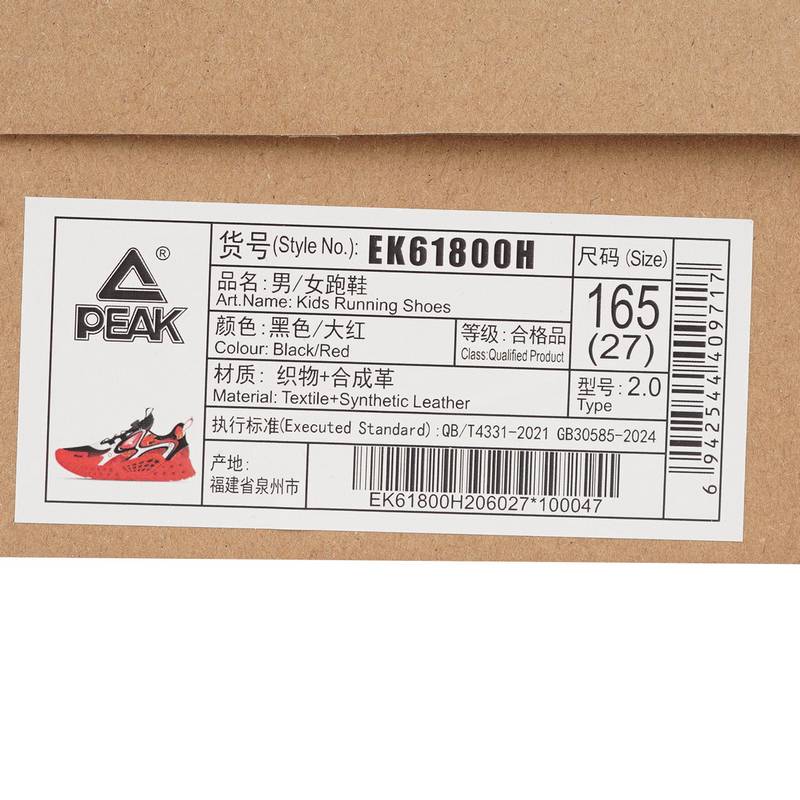 ®
PEAK
货号(Style No.): EK61800H
品名:男/女跑鞋
Art.Name: Kids Running Shoes
颜色:黑色/大红
Colour: Black/Red
等级:合格品
Class:Qualified Product
材质: 织物+合成革
Material: Textile+Synthetic Leather
尺码 (Size)
165
(27)
型号: 2.0
Type
执行标准(Executed Standard):QB/T4331-2021 GB30585-2024
产地:
福建省泉州市
EK61800H206027*100047
6 942544 409717